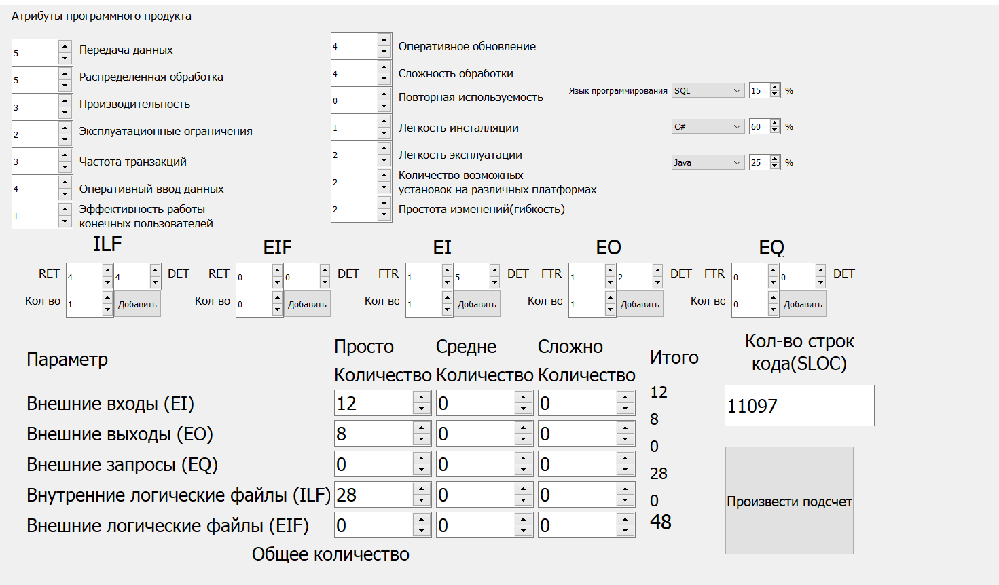 Атрибуты программного продукта
5 Передача данных
5 Распределенная обработка
3 Производительность
2 Эксплуатационные ограничения
3 Частота транзакций
4 Оперативный ввод данных
1 Эффективность работы
конечных пользователей
4 Оперативное обновление
4 Сложность обработки
0 Повторная используемость
1 Легкость инсталляции
2 Легкость эксплуатации
2 Количество возможных
установок на различных платформах
2 Простота изменений(гибкость)
Язык программирования SQL 15 %
C# 60 %
Java 25 %
ILF EIF EI EO EQ
RET 4 4 DET RET 0 0 DET FTR 1 5 DET FTR 1 2 DET FTR 0 0 DET
Кол-во 1 Добавить Кол-во 0 Добавить Кол-во 1 Добавить Кол-во 1 Добавить Кол-во 0 Добавить
Параметр
Просто Средне Сложно
Количество Количество Количество
Итого
Внешние входы (EI) 12 0 0 12
Внешние выходы (EO) 8 0 0 8
Внешние запросы (EQ) 0 0 0 0
Внутренние логические файлы (ILF) 28 0 0 28
Внешние логические файлы (EIF) 0 0 0 0
Общее количество 48
Кол-во строк
кода(SLOC)
11097
Произвести подсчет